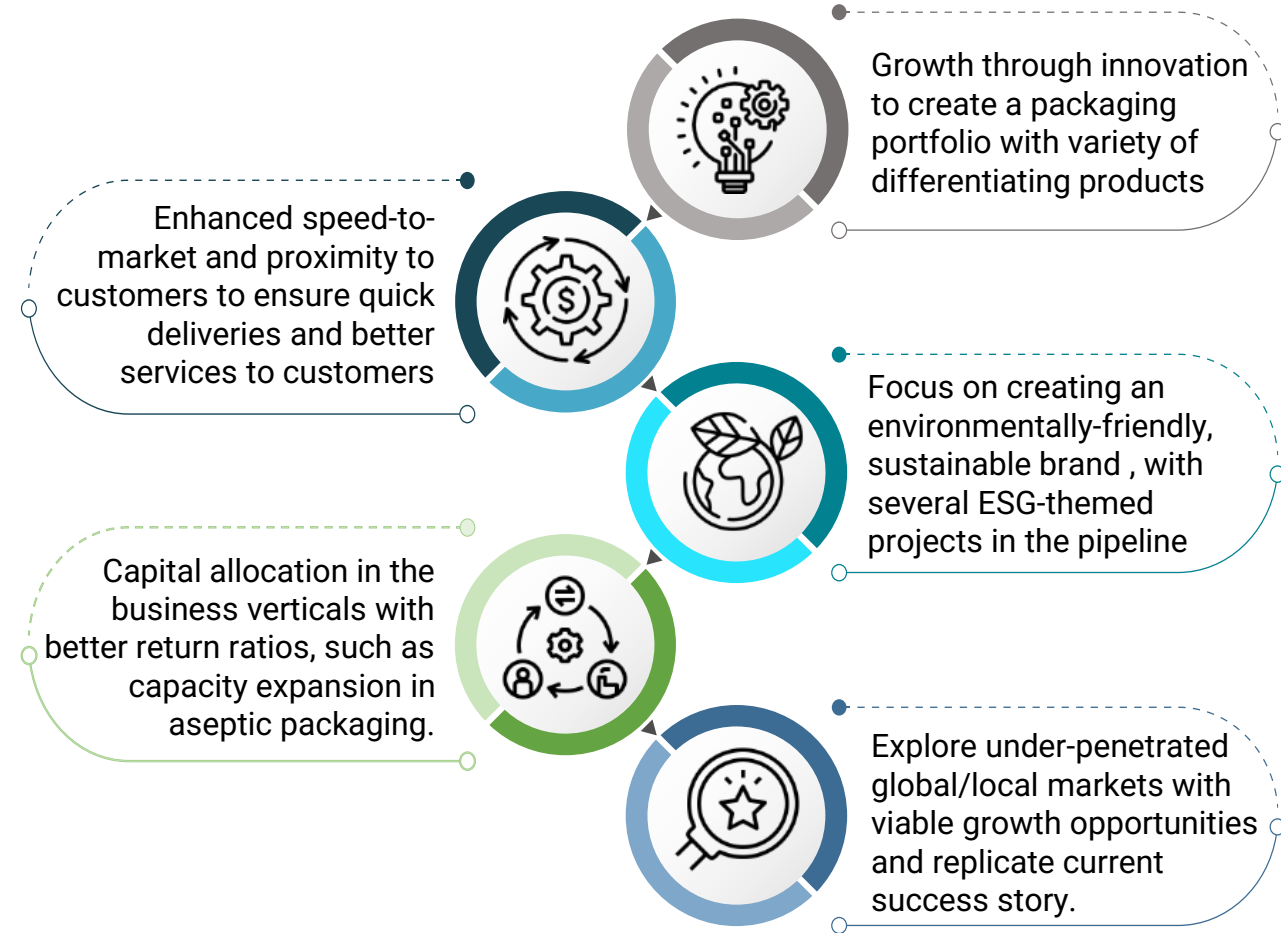 Growth through innovation
to create a packaging
portfolio with variety of
differentiating products
Enhanced speed-to-
market and proximity to
customers to ensure quick
deliveries and better
services to customers
Focus on creating an
environmentally-friendly,
sustainable brand , with
several ESG-themed
projects in the pipeline
Capital allocation in the
business verticals with
better return ratios, such as
capacity expansion in
aseptic packaging.
Explore under-penetrated
global/local markets with
viable growth opportunities
and replicate current
success story.